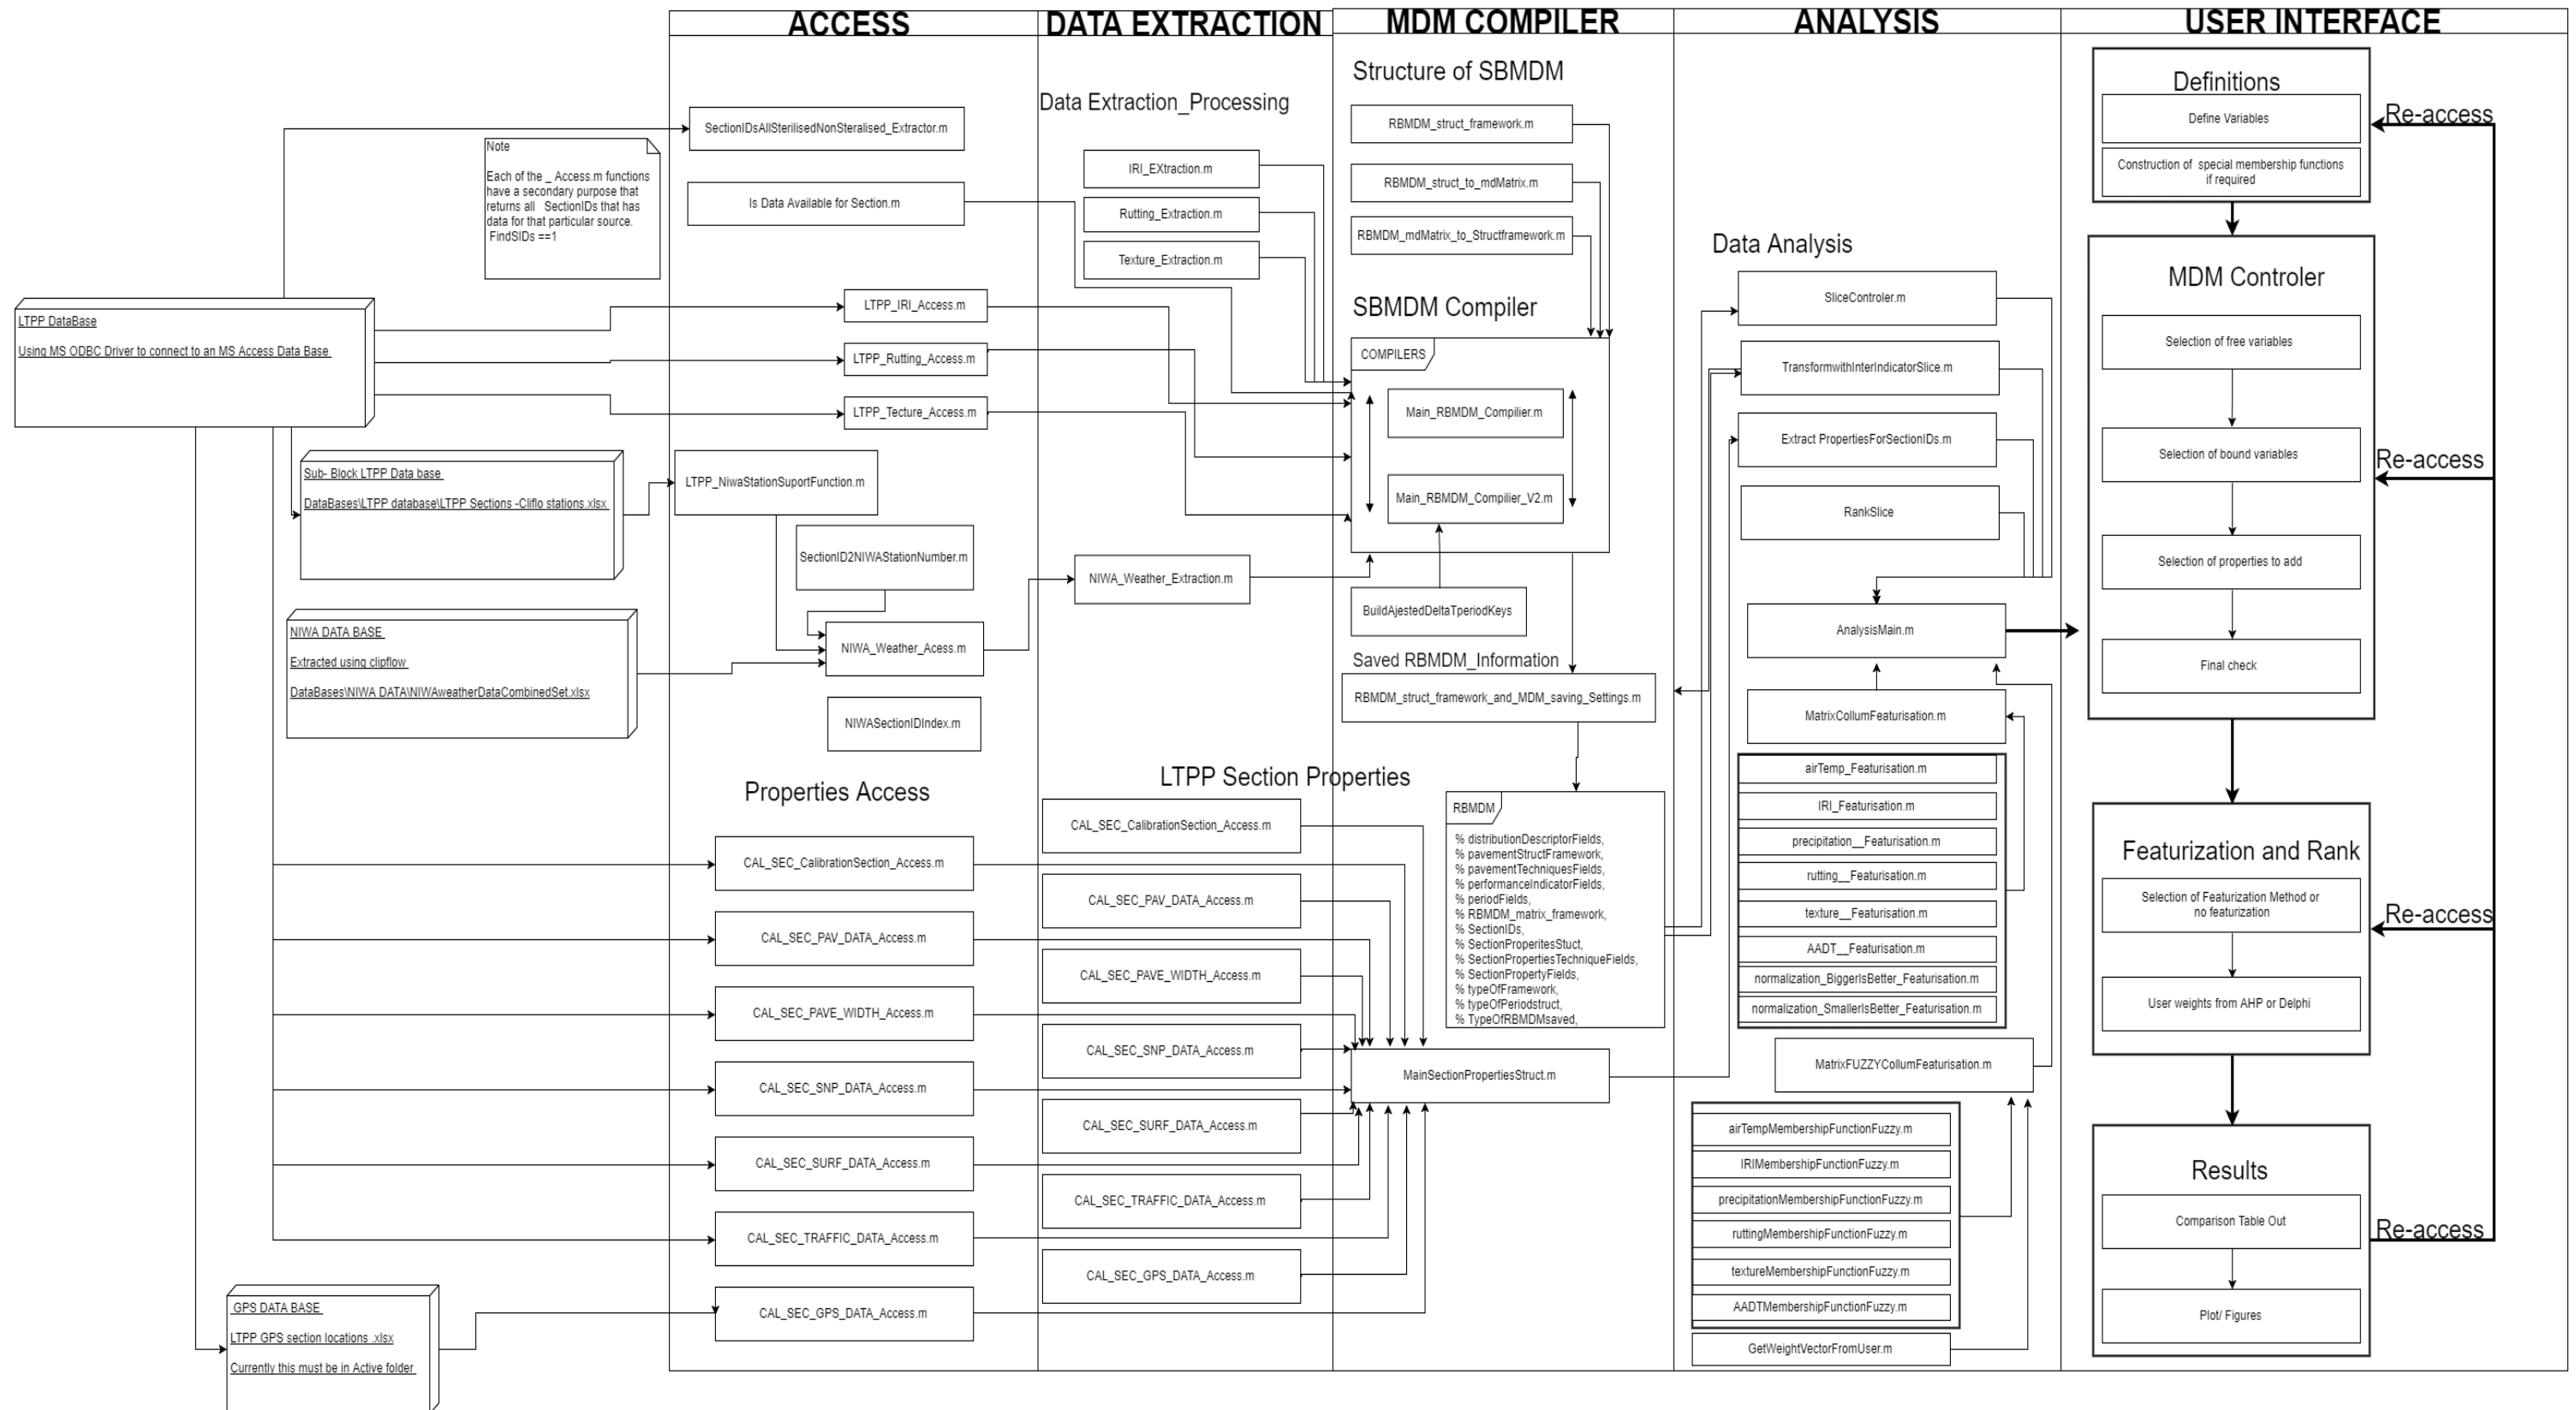 ACCESS
DATA EXTRACTION
MDM COMPILER
ANALYSIS
USER INTERFACE
LTPP DataBase
Using MS ODBC Driver to connect to an MS Access Data Base
Note
Each of the _ Access.m functions
have a secondary purpose that
returns all SectionIDs that has
data for that particular source.
FindSIDs ==1
Sub- Block LTPP Data base
DataBases\LTPP database\LTPP Sections -Cliflo stations.xlsx
NIWA DATA BASE
Extracted using clipflow
DataBases\NIWA DATA\NIWAweatherDataCombinedSet.xlsx
GPS DATA BASE
LTPP GPS section locations .xlsx
Currently this must be in Active folder
SectionIDsAllSterilisedNonSteralised_Extractor.m
Is Data Available for Section.m
LTPP_IRI_Access.m
LTPP_Rutting_Access.m
LTPP_Tecture_Access.m
LTPP_NiwaStationSuportFunction.m
SectionID2NIWAStationNumber.m
NIWA_Weather_Acess.m
NIWASectionIDIndex.m
Properties Access
CAL_SEC_CalibrationSection_Access.m
CAL_SEC_PAV_DATA_Access.m
CAL_SEC_PAVE_WIDTH_Access.m
CAL_SEC_SNP_DATA_Access.m
CAL_SEC_SURF_DATA_Access.m
CAL_SEC_TRAFFIC_DATA_Access.m
CAL_SEC_GPS_DATA_Access.m
Data Extraction_Processing
IRI_EXtraction.m
Rutting_Extraction.m
Texture_Extraction.m
NIWA_Weather_Extraction.m
LTPP Section Properties
CAL_SEC_CalibrationSection_Access.m
CAL_SEC_PAV_DATA_Access.m
CAL_SEC_PAVE_WIDTH_Access.m
CAL_SEC_SNP_DATA_Access.m
CAL_SEC_SURF_DATA_Access.m
CAL_SEC_TRAFFIC_DATA_Access.m
CAL_SEC_GPS_DATA_Access.m
Structure of SBMDM
RBMDM_struct_framework.m
RBMDM_struct_to_mdMatrix.m
RBMDM_mdMatrix_to_Structframework.m
SBMDM Compiler
COMPILERS
Main_RBMDM_Compilier.m
Main_RBMDM_Compilier_V2.m
BuildAjestedDeltaTperiodKeys
Saved RBMDM_Information
RBMDM_struct_framework_and_MDM_saving_Settings.m
RBMDM
% distributionDescriptorFields,
% pavementStructFramework,
% pavementTechniquesFields,
% performanceIndicatorFields,
% periodFields,
% RBMDM_matrix_framework,
% SectionIDs,
% SectionProperitesStuct,
% SectionPropertiesTechniqueFields,
% SectionPropertyFields,
% typeOfFramework,
% typeOfPeriodstruct,
% TypeOfRBMDMsaved,
MainSectionPropertiesStruct.m
Data Analysis
SliceControler.m
TransformwithInterIndicatorSlice.m
Extract PropertiesForSectionIDs.m
RankSlice
AnalysisMain.m
MatrixCollumFeaturisation.m
airTemp_Featurisation.m
IRI_Featurisation.m
precipitation__Featurisation.m
rutting__Featurisation.m
texture__Featurisation.m
AADT__Featurisation.m
normalization_BiggerIsBetter_Featurisation.m
normalization_SmallerIsBetter_Featurisation.m
MatrixFUZZYCollumFeaturisation.m
airTempMembershipFunctionFuzzy.m
IRIMembershipFunctionFuzzy.m
precipitationMembershipFunctionFuzzy.m
ruttingMembershipFunctionFuzzy.m
textureMembershipFunctionFuzzy.m
AADTMembershipFunctionFuzzy.m
GetWeightVectorFromUser.m
Definitions
Define Variables
Construction of special membership functions
if required
Re-access
MDM Controler
Selection of free variables
Selection of bound variables
Selection of properties to add
Final check
Re-access
Featurization and Rank
Selection of Featurization Method or
no featurization
User weights from AHP or Delphi
Re-access
Results
Comparison Table Out
Plot/ Figures
Re-access